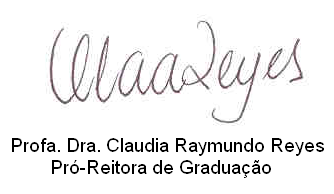 Profa. Dra. Claudia Raymundo Reyes
Pró-Reitora de Graduação